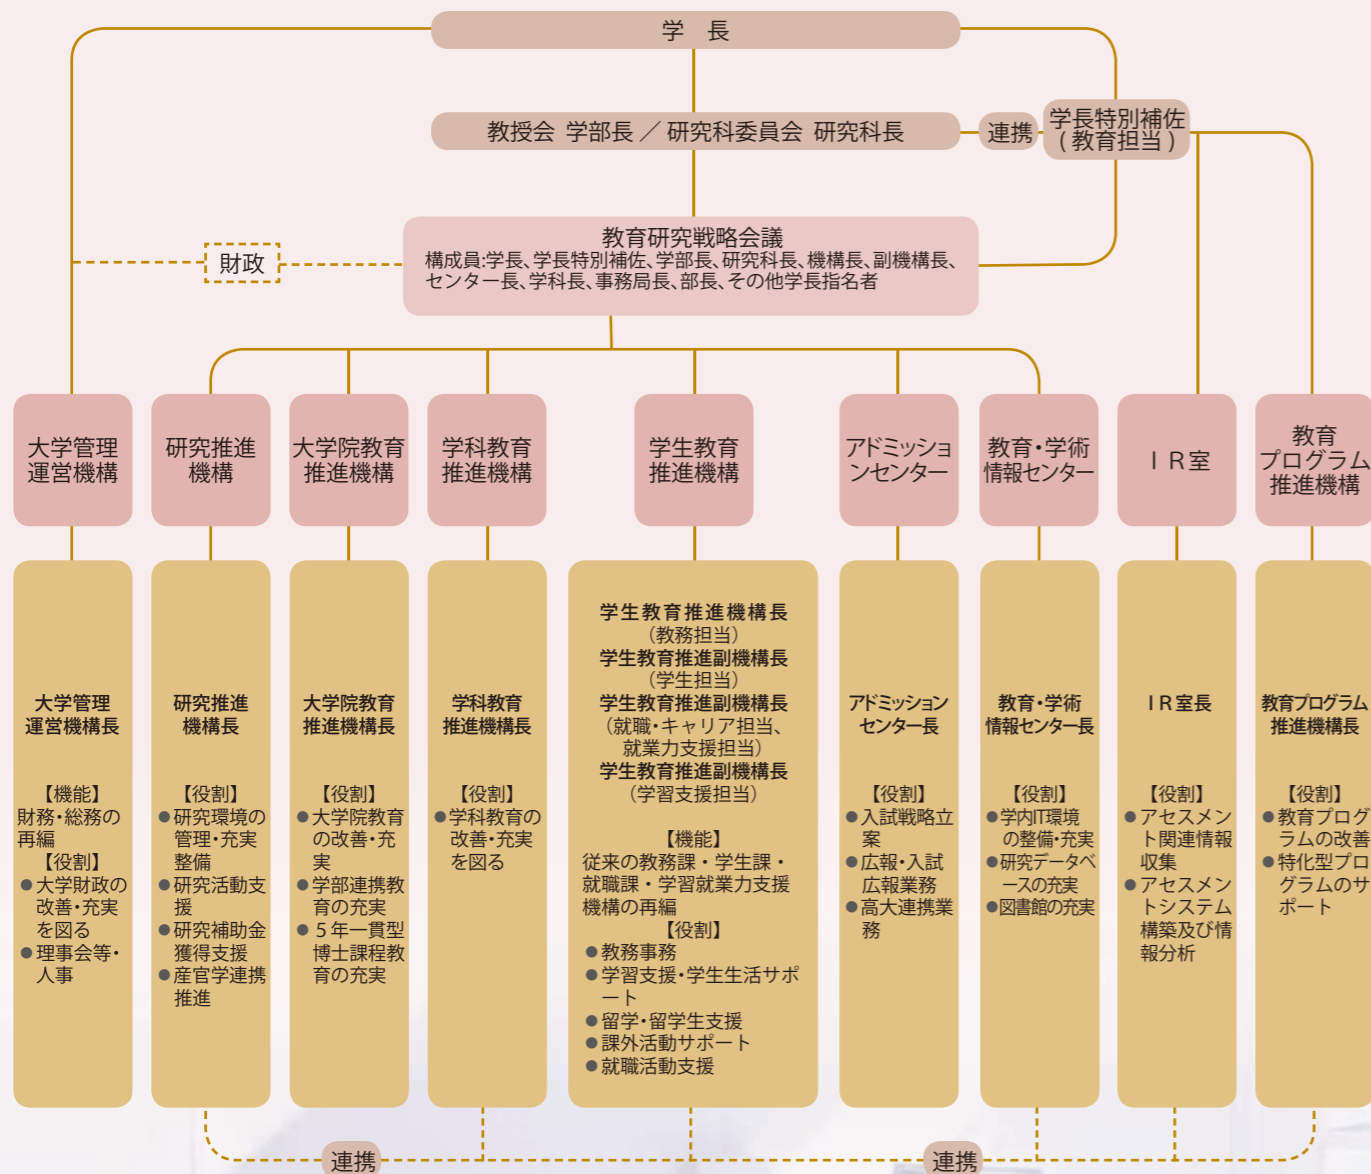 学　長
教授会 学部長 ／ 研究科委員会 研究科長
連携
学長特別補佐
( 教育担当 )
財政
教育研究戦略会議
構成員:学長、学長特別補佐、学部長、研究科長、機構長、副機構長、
センター長、学科長、事務局長、部長、その他学長指名者
大学管理
運営機構
研究推進
機構
大学院教育
推進機構
学科教育
推進機構
学生教育
推進機構
アドミッショ
ンセンター
教育・学術
情報センター
ＩＲ室
教育
プログラム
推進機構
大学管理
運営機構長
【機能】
財務・総務の
再編
【役割】
●大学財政の
改善・充実
を図る
●理事会等・
人事
研究推進
機構長
【役割】
●研究環境の
管理・充実
整備
●研究活動支
援
●研究補助金
獲得支援
●産官学連携
推進
大学院教育
推進機構長
【役割】
●大学院教育
の改善・充
実
●学部連携教
育の充実
●５年一貫型
博士課程教
育の充実
学科教育
推進機構長
【役割】
●学科教育の
改善・充実
を図る
学生教育推進機構長
（教務担当）
学生教育推進副機構長
（学生担当）
学生教育推進副機構長
（就職・キャリア担当、
就業力支援担当）
学生教育推進副機構長
（学習支援担当）
【機能】
従来の教務課・学生課・
就職課・学習就業力支援
機構の再編
【役割】
●教務事務
●学習支援・学生生活サポ
ート
●留学・留学生支援
●課外活動サポート
●就職活動支援
アドミッション
センター長
【役割】
●入試戦略立
案
●広報・入試
広報業務
●高大連携業
務
教育・学術
情報センター長
【役割】
●学内IT環境
の整備・充実
●研究データベ
ースの充実
●図書館の充実
ＩＲ室長
【役割】
●アセスメン
ト関連情報
収集
●アセスメン
トシステム
構築及び情
報分析
教育プログラム
推進機構長
【役割】
●教育プログ
ラムの改善
●特化型プロ
グラムのサ
ポート
連携
連携